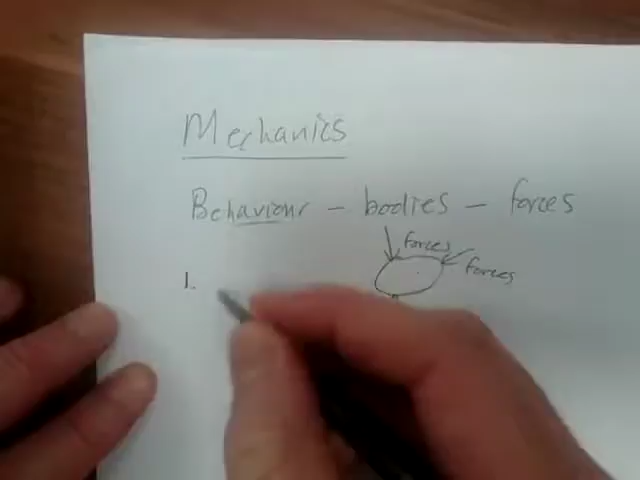 Mechanics
Behaviour – bodies – forces
forces
forces
1.